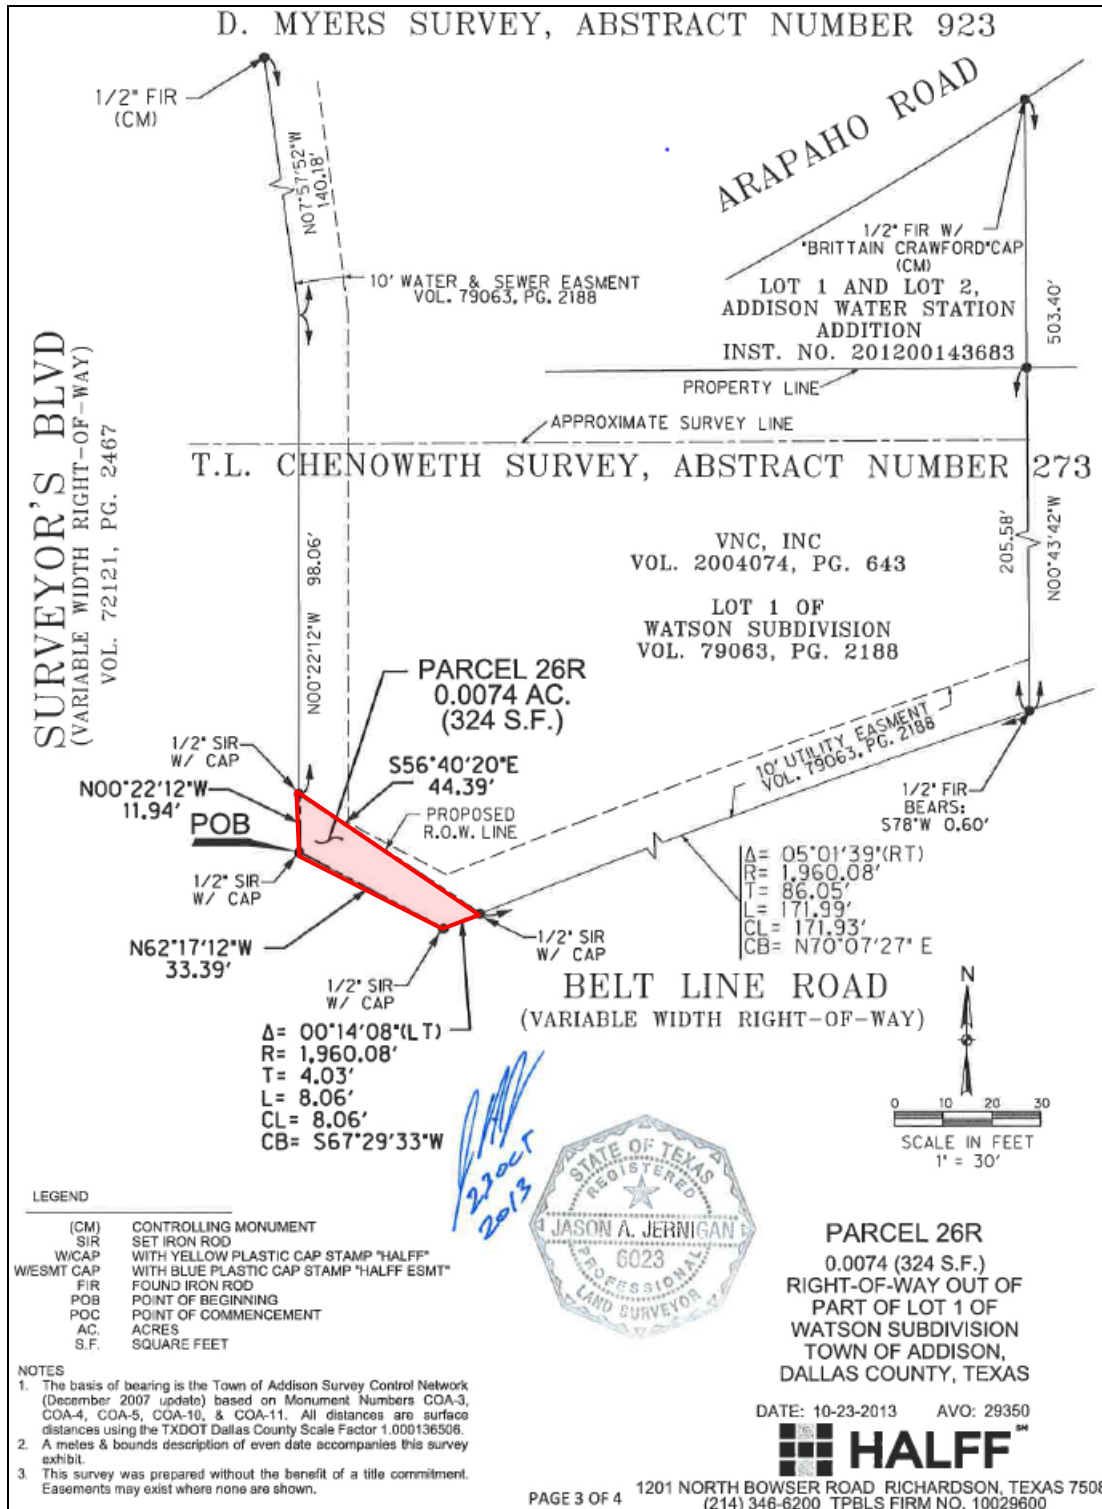 D. MYERS SURVEY, ABSTRACT NUMBER 923
1/2" FIR
(CM)
N07°57'52"W
140.18'
ARAPAHO ROAD
1/2" FIR W/
"BRITTAIN CRAWFORD"CAP
(CM)
10' WATER & SEWER EASMENT
VOL. 79063, PG. 2188
LOT 1 AND LOT 2,
ADDISON WATER STATION
ADDITION
INST. NO. 201200143683
503.40'
PROPERTY LINE
APPROXIMATE SURVEY LINE
T.L. CHENOWETH SURVEY, ABSTRACT NUMBER 273
SURVEYOR'S BLVD
(VARIABLE WIDTH RIGHT-OF-WAY)
VOL. 72121, PG. 2467
N00°22'12"W 98.06'
VNC, INC
VOL. 2004074, PG. 643
LOT 1 OF
WATSON SUBDIVISION
VOL. 79063, PG. 2188
205.58'
N00°43'42"W
PARCEL 26R
0.0074 AC.
(324 S.F.)
1/2" SIR
W/ CAP
N00°22'12"W
11.94'
S56°40'20"E
44.39'
PROPOSED
R.O.W. LINE
10' UTILITY EASMENT
VOL. 79063, PG. 2188
1/2" FIR
BEARS:
S78°W 0.60'
POB
1/2" SIR
W/ CAP
Δ= 05°01'39"(RT)
R= 1,960.08'
T= 86.05'
L= 171.99'
CL= 171.93'
CB= N70°07'27" E
N62°17'12"W
33.39'
1/2" SIR
W/ CAP
1/2" SIR
W/ CAP
BELT LINE ROAD
(VARIABLE WIDTH RIGHT-OF-WAY)
N
Δ= 00°14'08"(LT)
R= 1,960.08'
T= 4.03'
L= 8.06'
CL= 8.06'
CB= S67°29'33"W
0 10 20 30
SCALE IN FEET
1" = 30'
23 OCT
2013
STATE OF TEXAS
REGISTERED
JASON A. JERNIGAN
6023
PROFESSIONAL
LAND SURVEYOR
LEGEND
(CM) CONTROLLING MONUMENT
SIR SET IRON ROD
W/CAP WITH YELLOW PLASTIC CAP STAMP "HALFF"
W/ESMT CAP WITH BLUE PLASTIC CAP STAMP "HALFF ESMT"
FIR FOUND IRON ROD
POB POINT OF BEGINNING
POC POINT OF COMMENCEMENT
AC. ACRES
S.F. SQUARE FEET
NOTES
1. The basis of bearing is the Town of Addison Survey Control Network
(December 2007 update) based on Monument Numbers COA-3,
COA-4, COA-5, COA-10, & COA-11. All distances are surface
distances using the TXDOT Dallas County Scale Factor 1.000136506.
2. A metes & bounds description of even date accompanies this survey
exhibit.
3. This survey was prepared without the benefit of a title commitment.
Easements may exist where none are shown.
PARCEL 26R
0.0074 (324 S.F.)
RIGHT-OF-WAY OUT OF
PART OF LOT 1 OF
WATSON SUBDIVISION
TOWN OF ADDISON,
DALLAS COUNTY, TEXAS
DATE: 10-23-2013 AVO: 29350
HALFF SM
PAGE 3 OF 4
1201 NORTH BOWSER ROAD RICHARDSON, TEXAS 7508
(214) 346-6200 TPBLS FIRM NO. 10029600